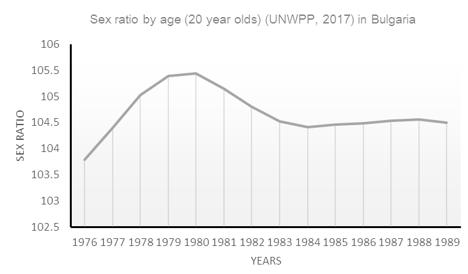 Sex ratio by age (20 year olds) (UNWPP, 2017) in Bulgaria
106
105.5
105
104.5
104
103.5
103
102.5
SEX RATIO
1976 1977 1978 1979 1980 1981 1982 1983 1984 1985 1986 1987 1988 1989
YEARS